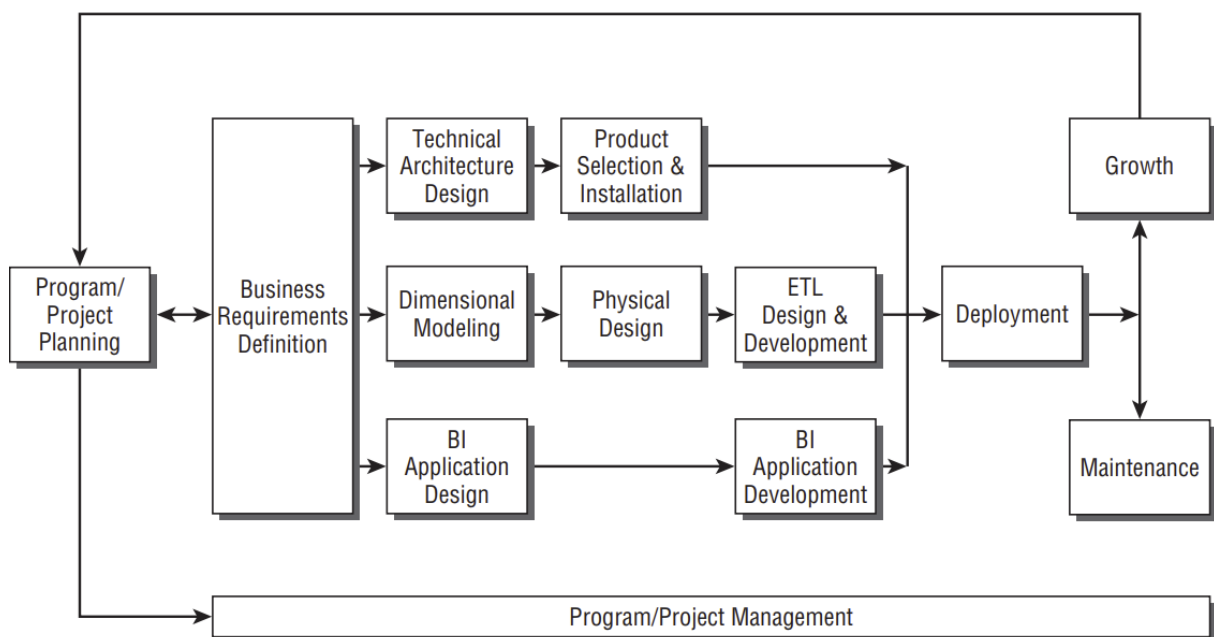 Technical
Architecture
Design
Product
Selection &
Installation
Growth
Program/
Project
Planning
Business
Requirements
Definition
Dimensional
Modeling
Physical
Design
ETL
Design &
Development
Deployment
BI
Application
Design
BI
Application
Development
Maintenance
Program/Project Management